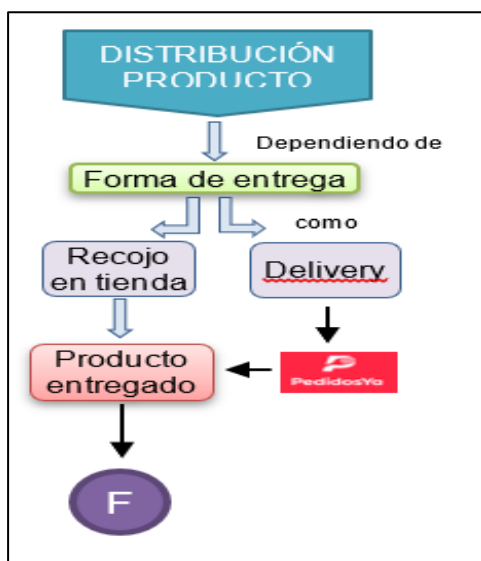 DISTRIBUCIÓN
PRODUCTO
Dependiendo de
Forma de entrega
como
Recojo
en tienda
Delivery
Producto
entregado
PedidosYa
F